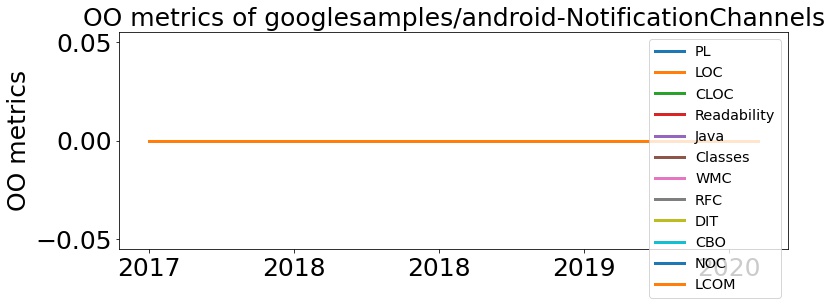 OO metrics of googlesamples/android-NotificationChannels
OO metrics
0.05
0.00
−0.05
2017
2018
2018
2019
2020
PL
LOC
CLOC
Readability
Java
Classes
WMC
RFC
DIT
CBO
NOC
LCOM